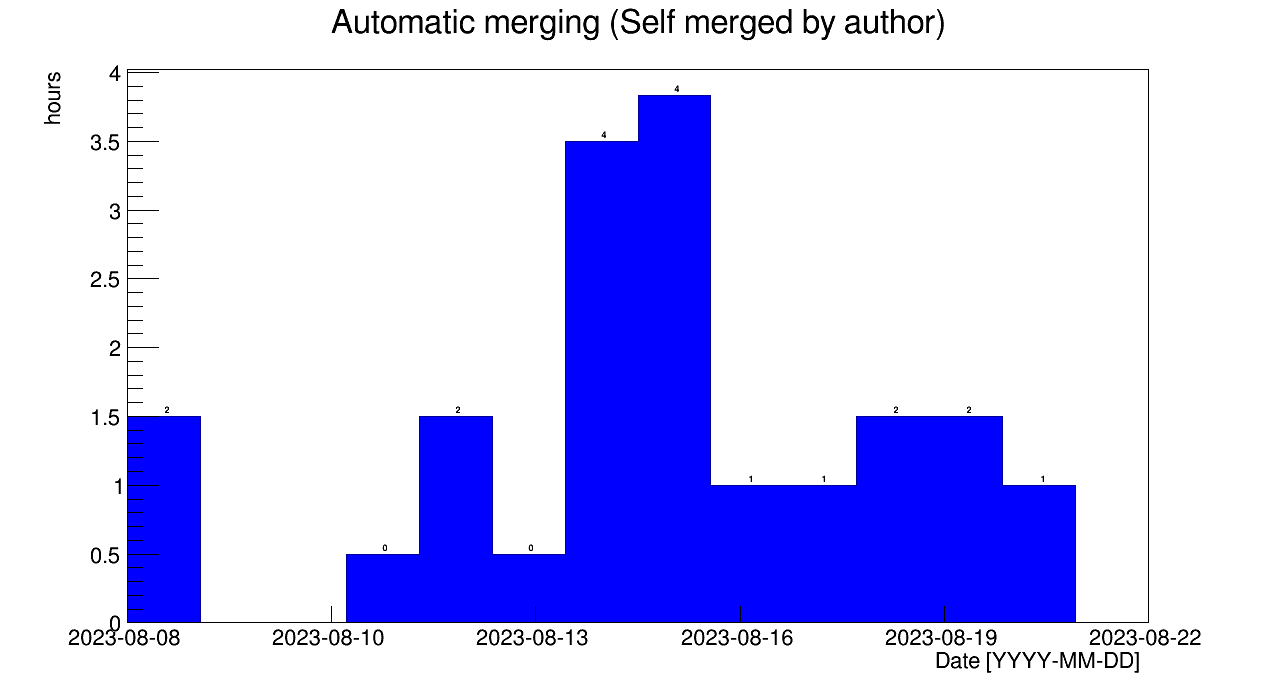 Automatic merging (Self merged by author)
hours
4
3.5
3
2.5
2
1.5
1
0.5
0
2 0 2 0 4 4 1 1 2 2 1
2023-08-08 2023-08-10 2023-08-13 2023-08-16 2023-08-19 2023-08-22
Date [YYYY-MM-DD]